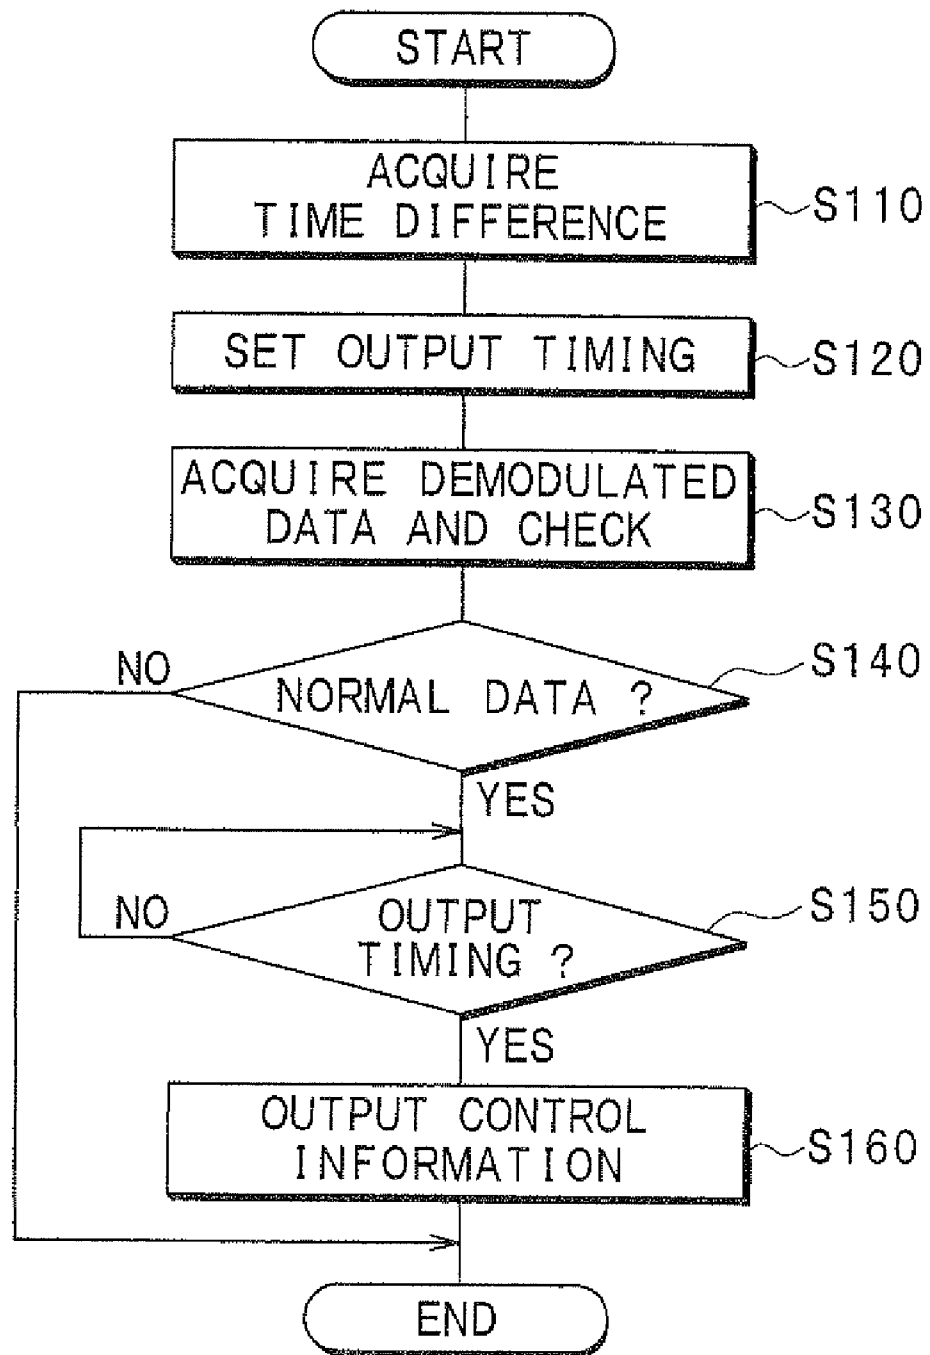 START
ACQUIRE
TIME DIFFERENCE
S110
SET OUTPUT TIMING
S120
ACQUIRE DEMODULATED
DATA AND CHECK
S130
NO
NORMAL DATA ?
S140
YES
NO
OUTPUT
TIMING ?
S150
YES
OUTPUT CONTROL
INFORMATION
S160
END